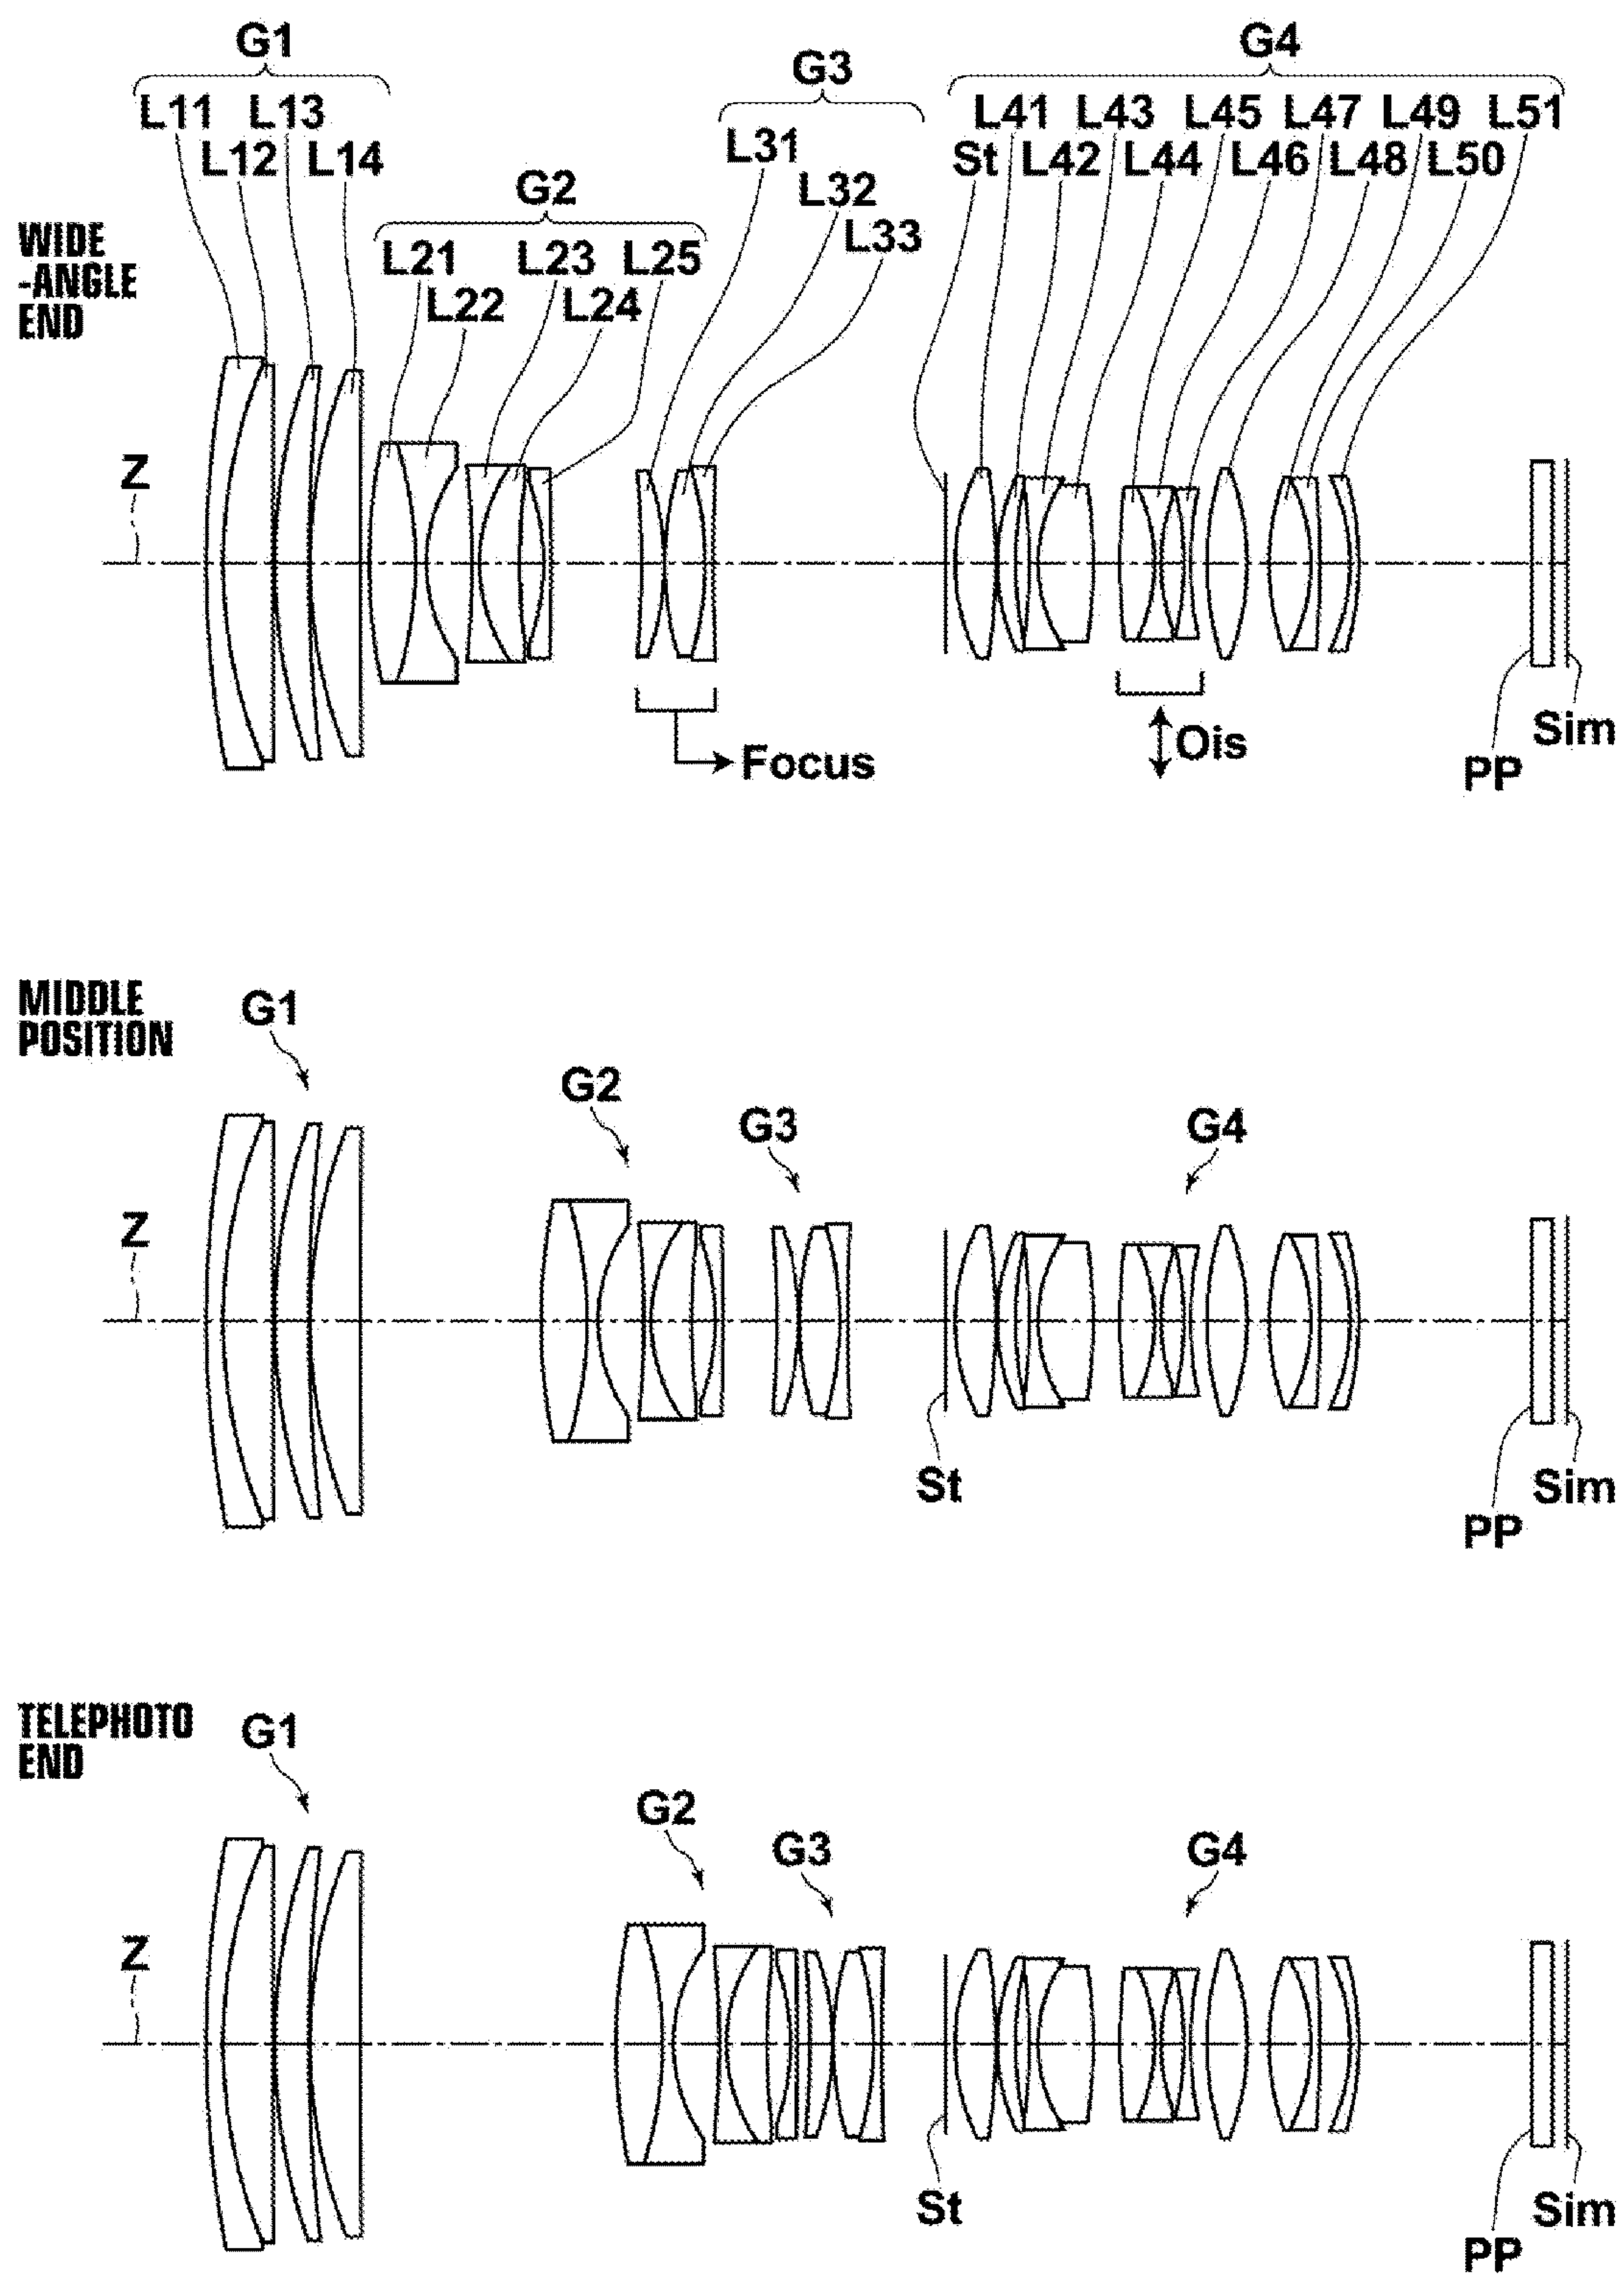 G1
G4
G3
L11 L13
L41 L43 L45 L47 L49 L51
L31
L12 L14
St L42 L44 L46 L48 L50
G2
L32
WIDE
-ANGLE
END
L33
L21 L23 L25
L22 L24
Z
Ois
Sim
Focus
PP
MIDDLE
POSITION
G1
G2
G3
G4
Z
St
Sim
PP
TELEPHOTO
END
G1
G2
G3
G4
Z
St
Sim
PP